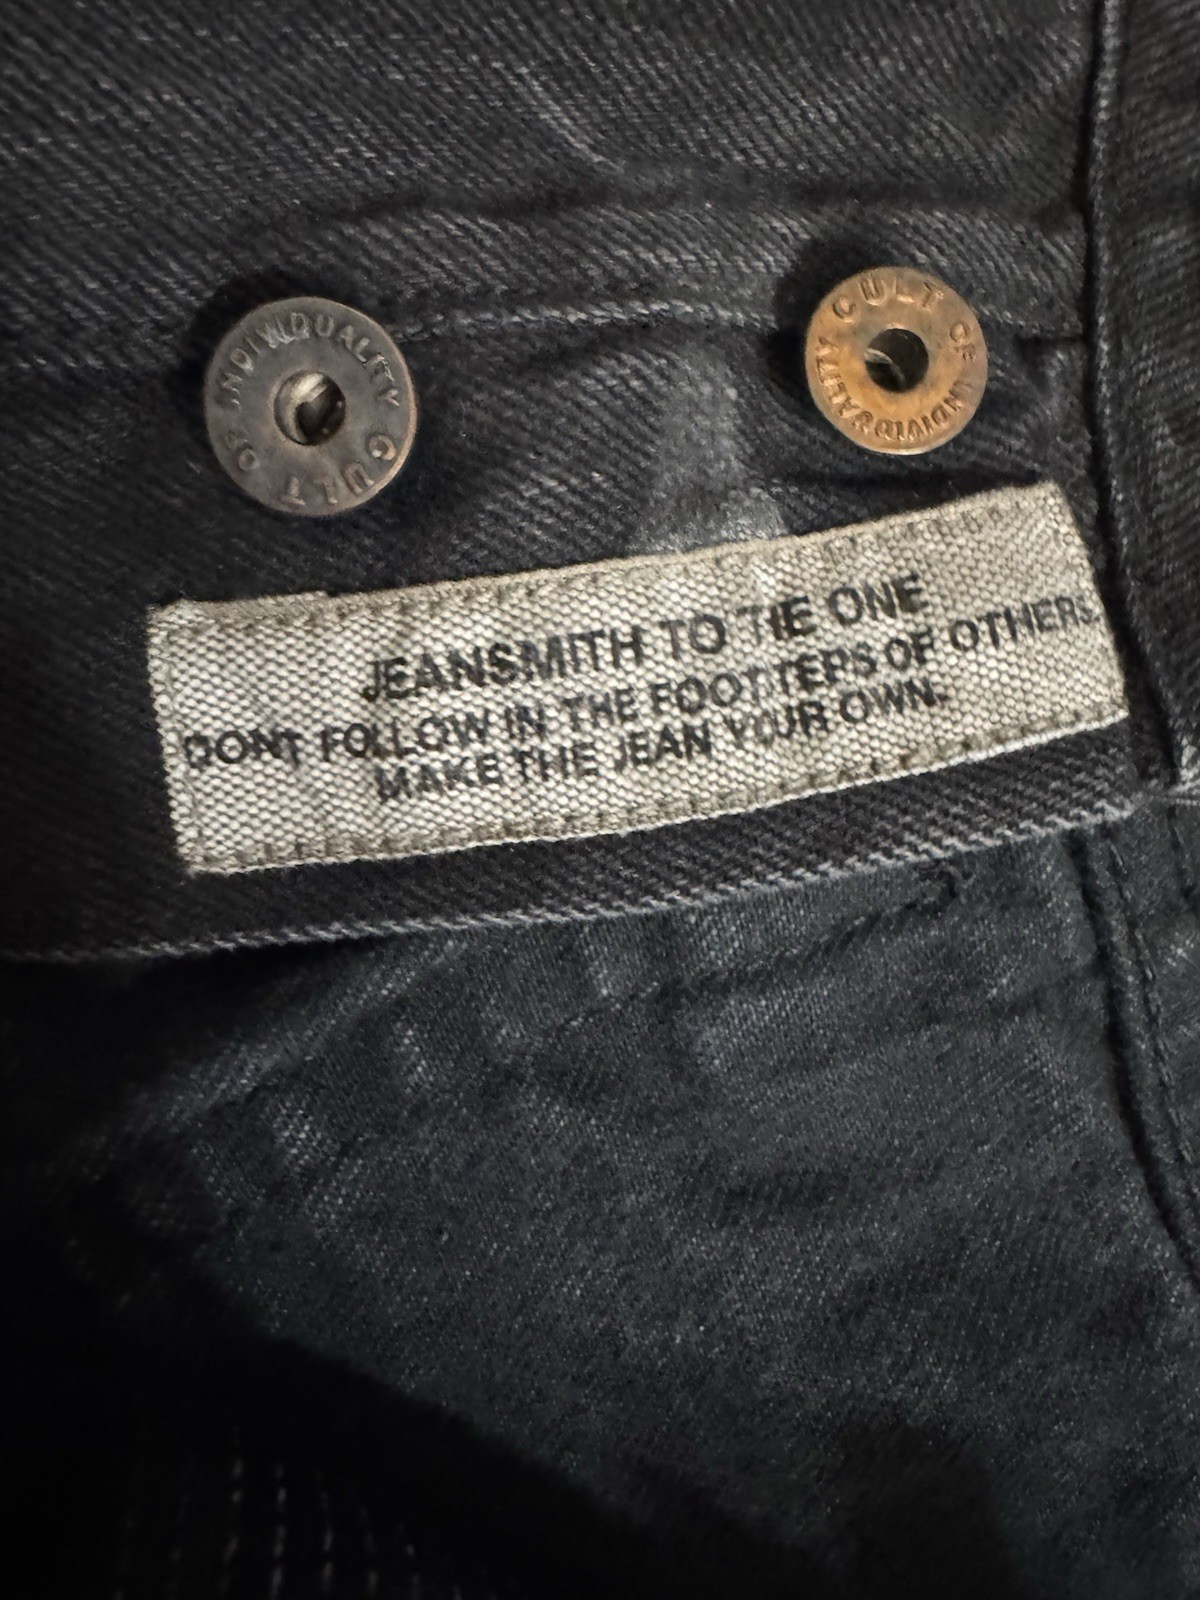 CULT OF INDIVIDUALITY
CULT OF INDIVIDUALITY
JEANSMITH TO THE ONE
DONT FOLLOW IN THE FOOTSTEPS OF OTHERS
MAKE THE JEAN YOUR OWN.